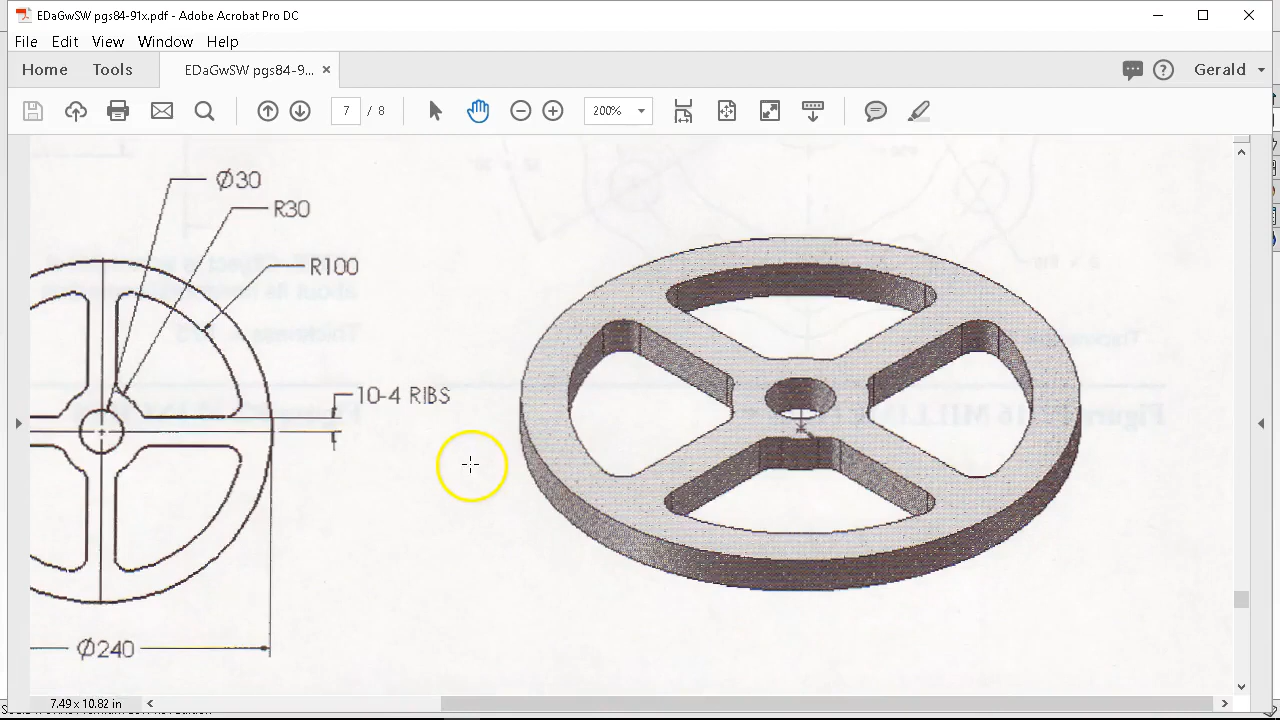 EDaGwSW pgs84-91x.pdf - Adobe Acrobat Pro DC
File Edit View Window Help
Home Tools EDaGwSW pgs84-9... Gerald
7 / 8 200%
Ø30
R30
R100
10-4 RIBS
Ø240
7.49 x 10.82 in